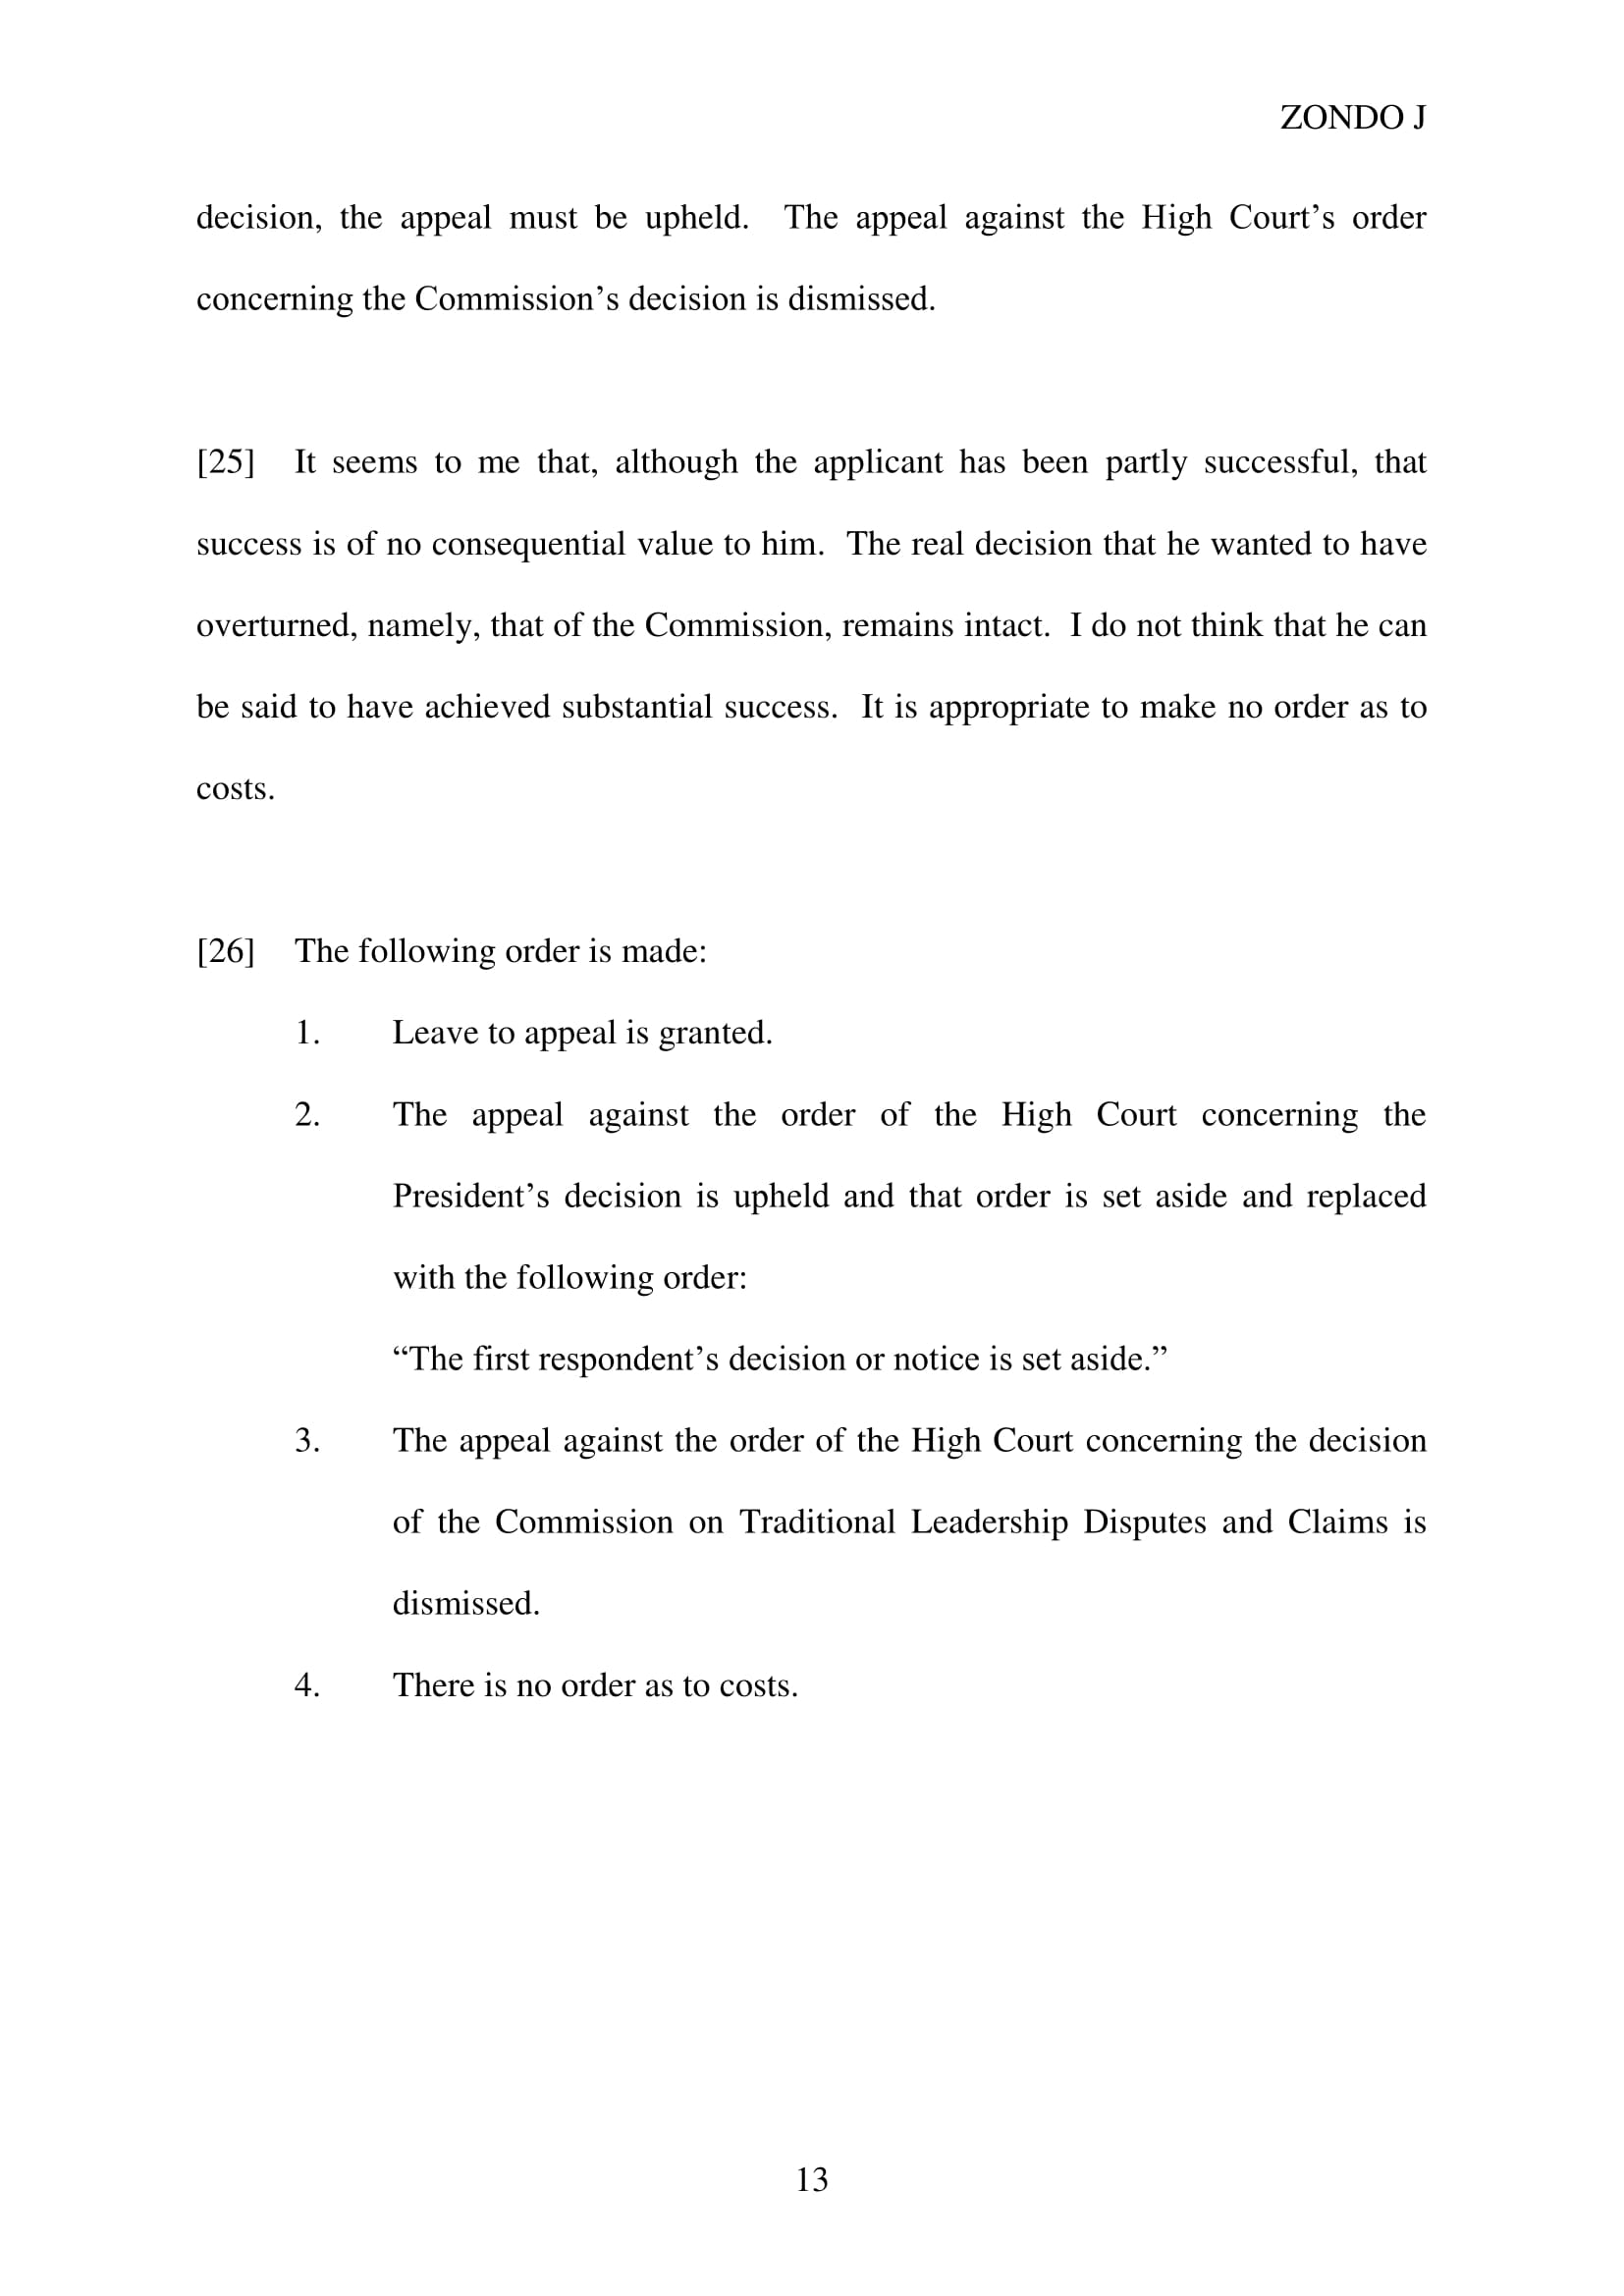 ZONDO J
decision, the appeal must be upheld. The appeal against the High Court’s order
concerning the Commission’s decision is dismissed.
[25] It seems to me that, although the applicant has been partly successful, that
success is of no consequential value to him. The real decision that he wanted to have
overturned, namely, that of the Commission, remains intact. I do not think that he can
be said to have achieved substantial success. It is appropriate to make no order as to
costs.
[26] The following order is made:
1. Leave to appeal is granted.
2. The appeal against the order of the High Court concerning the
President’s decision is upheld and that order is set aside and replaced
with the following order:
“The first respondent’s decision or notice is set aside.”
3. The appeal against the order of the High Court concerning the decision
of the Commission on Traditional Leadership Disputes and Claims is
dismissed.
4. There is no order as to costs.
13